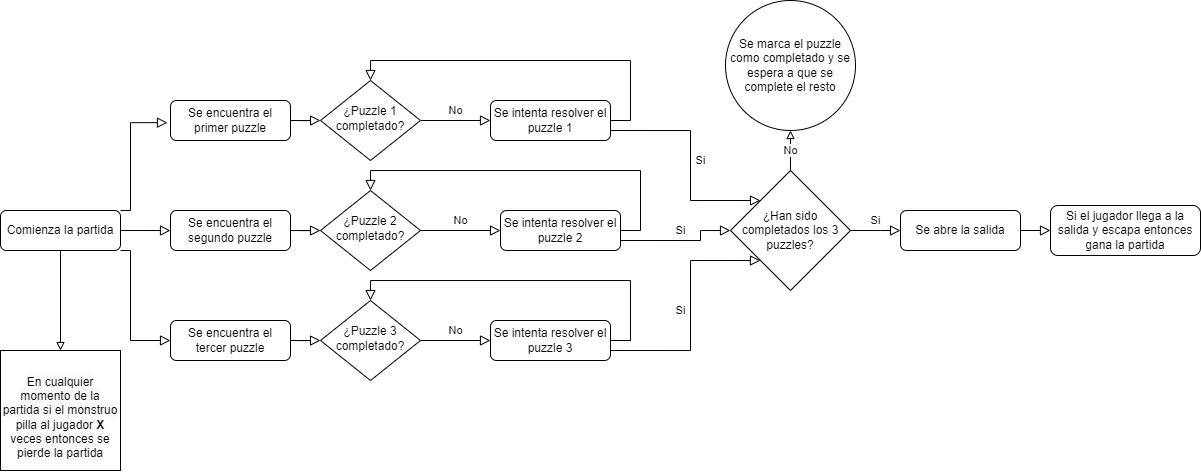 Se marca el puzzle
como completado y se
espera a que se
complete el resto
Se encuentra el
primer puzzle
¿Puzzle 1
completado?
No
Se intenta resolver el
puzzle 1
Si
No
Comienza la partida
Se encuentra el
segundo puzzle
¿Puzzle 2
completado?
No
Se intenta resolver el
puzzle 2
Si
¿Han sido
completados los 3
puzzles?
Si
Se abre la salida
Si el jugador llega a la
salida y escapa entonces
gana la partida
Se encuentra el
tercer puzzle
¿Puzzle 3
completado?
No
Se intenta resolver el
puzzle 3
Si
En cualquier
momento de la
partida si el monstruo
pilla al jugador X
veces entonces se
pierde la partida